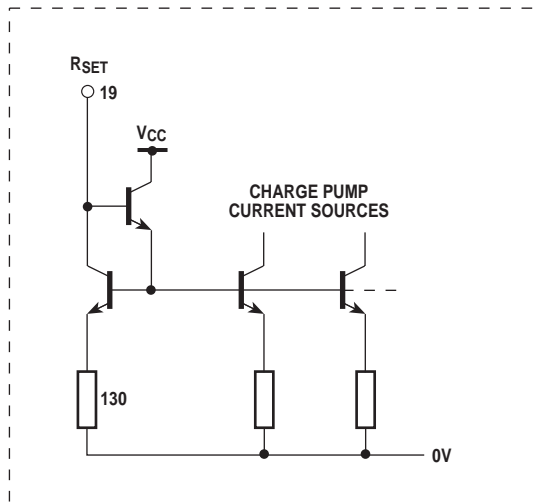 RSET
19
VCC
CHARGE PUMP
CURRENT SOURCES
130
0V